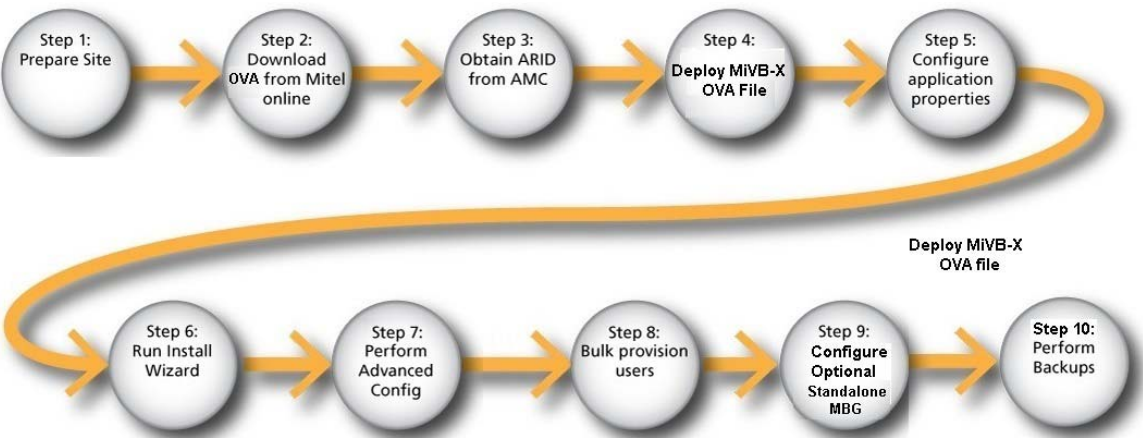 Step 1:
Prepare Site
Step 2:
Download
OVA from Mitel
online
Step 3:
Obtain ARID
from AMC
Step 4:
Deploy MiVB-X
OVA File
Step 5:
Configure
application
properties
Deploy MiVB-X
OVA file
Step 6:
Run Install
Wizard
Step 7:
Perform
Advanced
Config
Step 8:
Bulk provision
users
Step 9:
Configure
Optional
Standalone
MBG
Step 10:
Perform
Backups